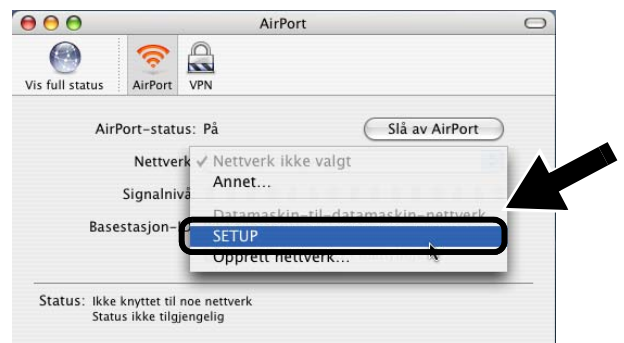 AirPort
Vis full status
AirPort
VPN
AirPort-status: På
Slå av AirPort
Nettverk
✓ Nettverk ikke valgt
Annet...
Signalnivå
Datamaskin-til-datamaskin-nettverk
Basestasjon-
SETUP
Opprett nettverk...
Status: Ikke knyttet til noe nettverk
Status ikke tilgjengelig